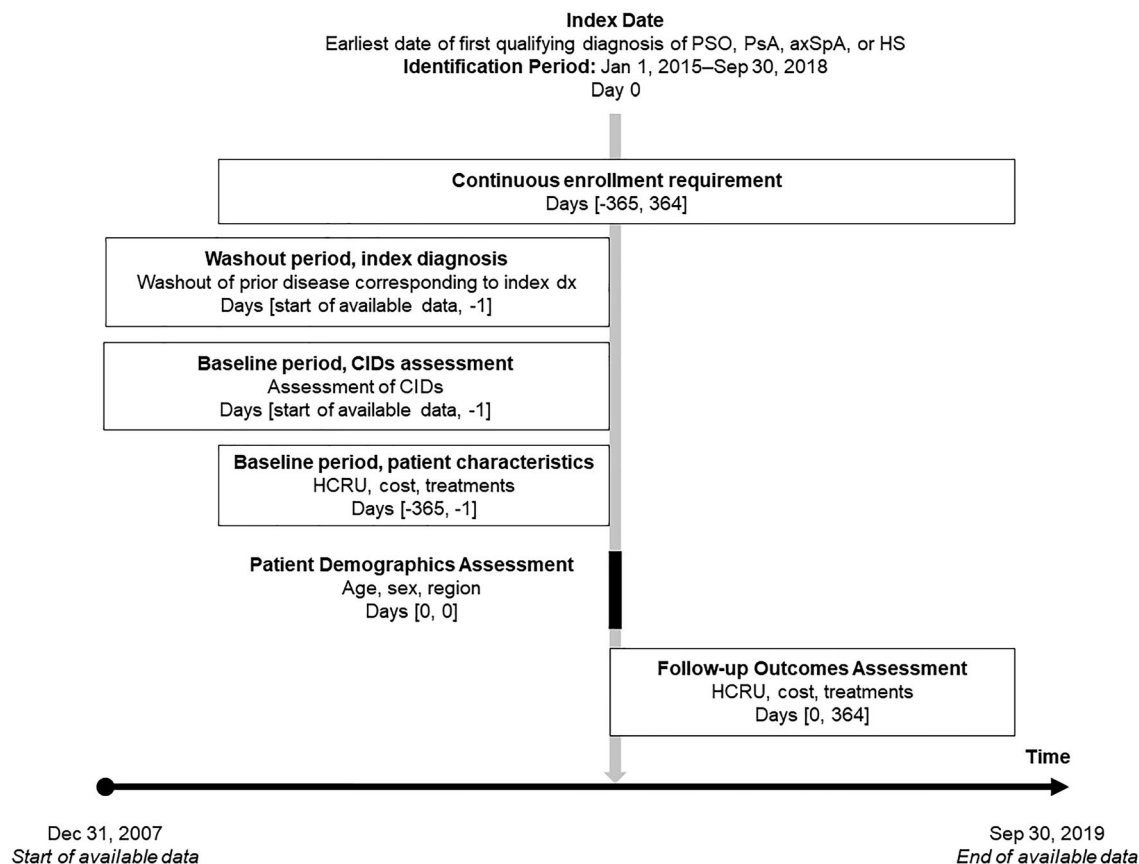 Index Date
Earliest date of first qualifying diagnosis of PSO, PsA, axSpA, or HS
Identification Period: Jan 1, 2015–Sep 30, 2018
Day 0
Continuous enrollment requirement
Days [-365, 364]
Washout period, index diagnosis
Washout of prior disease corresponding to index dx
Days [start of available data, -1]
Baseline period, CIDs assessment
Assessment of CIDs
Days [start of available data, -1]
Baseline period, patient characteristics
HCRU, cost, treatments
Days [-365, -1]
Patient Demographics Assessment
Age, sex, region
Days [0, 0]
Follow-up Outcomes Assessment
HCRU, cost, treatments
Days [0, 364]
Time
Dec 31, 2007
Start of available data
Sep 30, 2019
End of available data